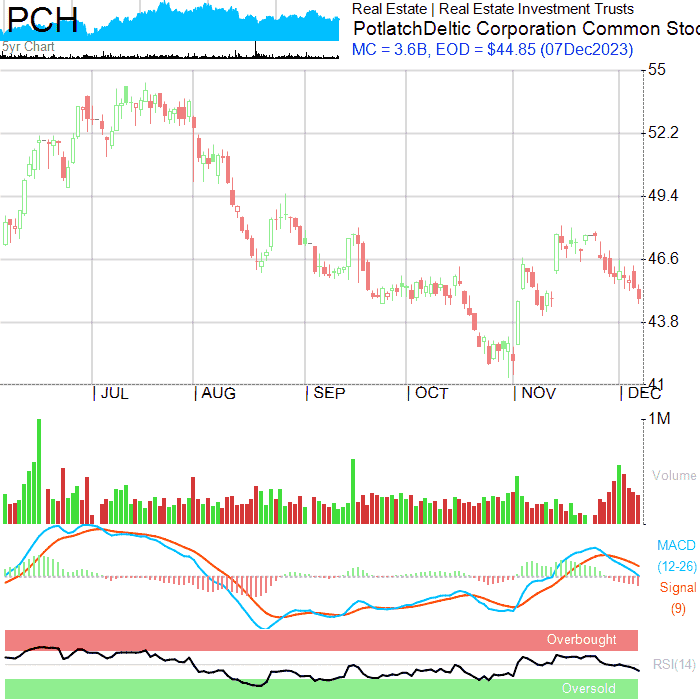 PCH
5yr Chart
Real Estate | Real Estate Investment Trusts
PotlatchDeltic Corporation Common Stoc
MC = 3.6B, EOD = $44.85 (07Dec2023)
55
52.2
49.4
46.6
43.8
41
JUL AUG SEP OCT NOV DEC
1M
Volume
MACD
(12-26)
Signal
(9)
Overbought
RSI(14)
Oversold